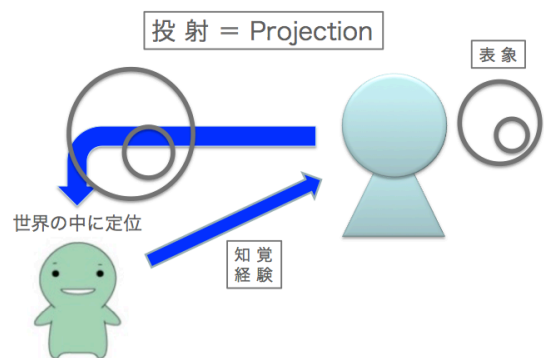 投射 = Projection
表象
世界の中に定位
知覚
経験